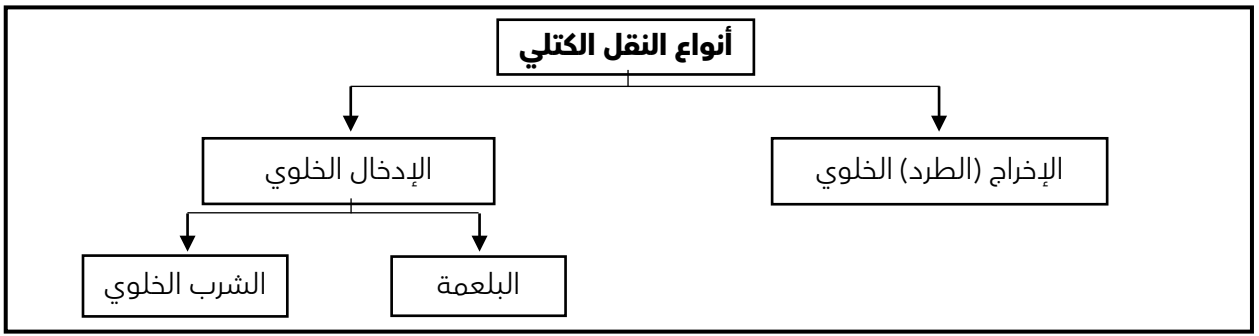 أنواع النقل الكتلي
الإخراج (الطرد) الخلوي
الإدخال الخلوي
البلعمة
الشرب الخلوي